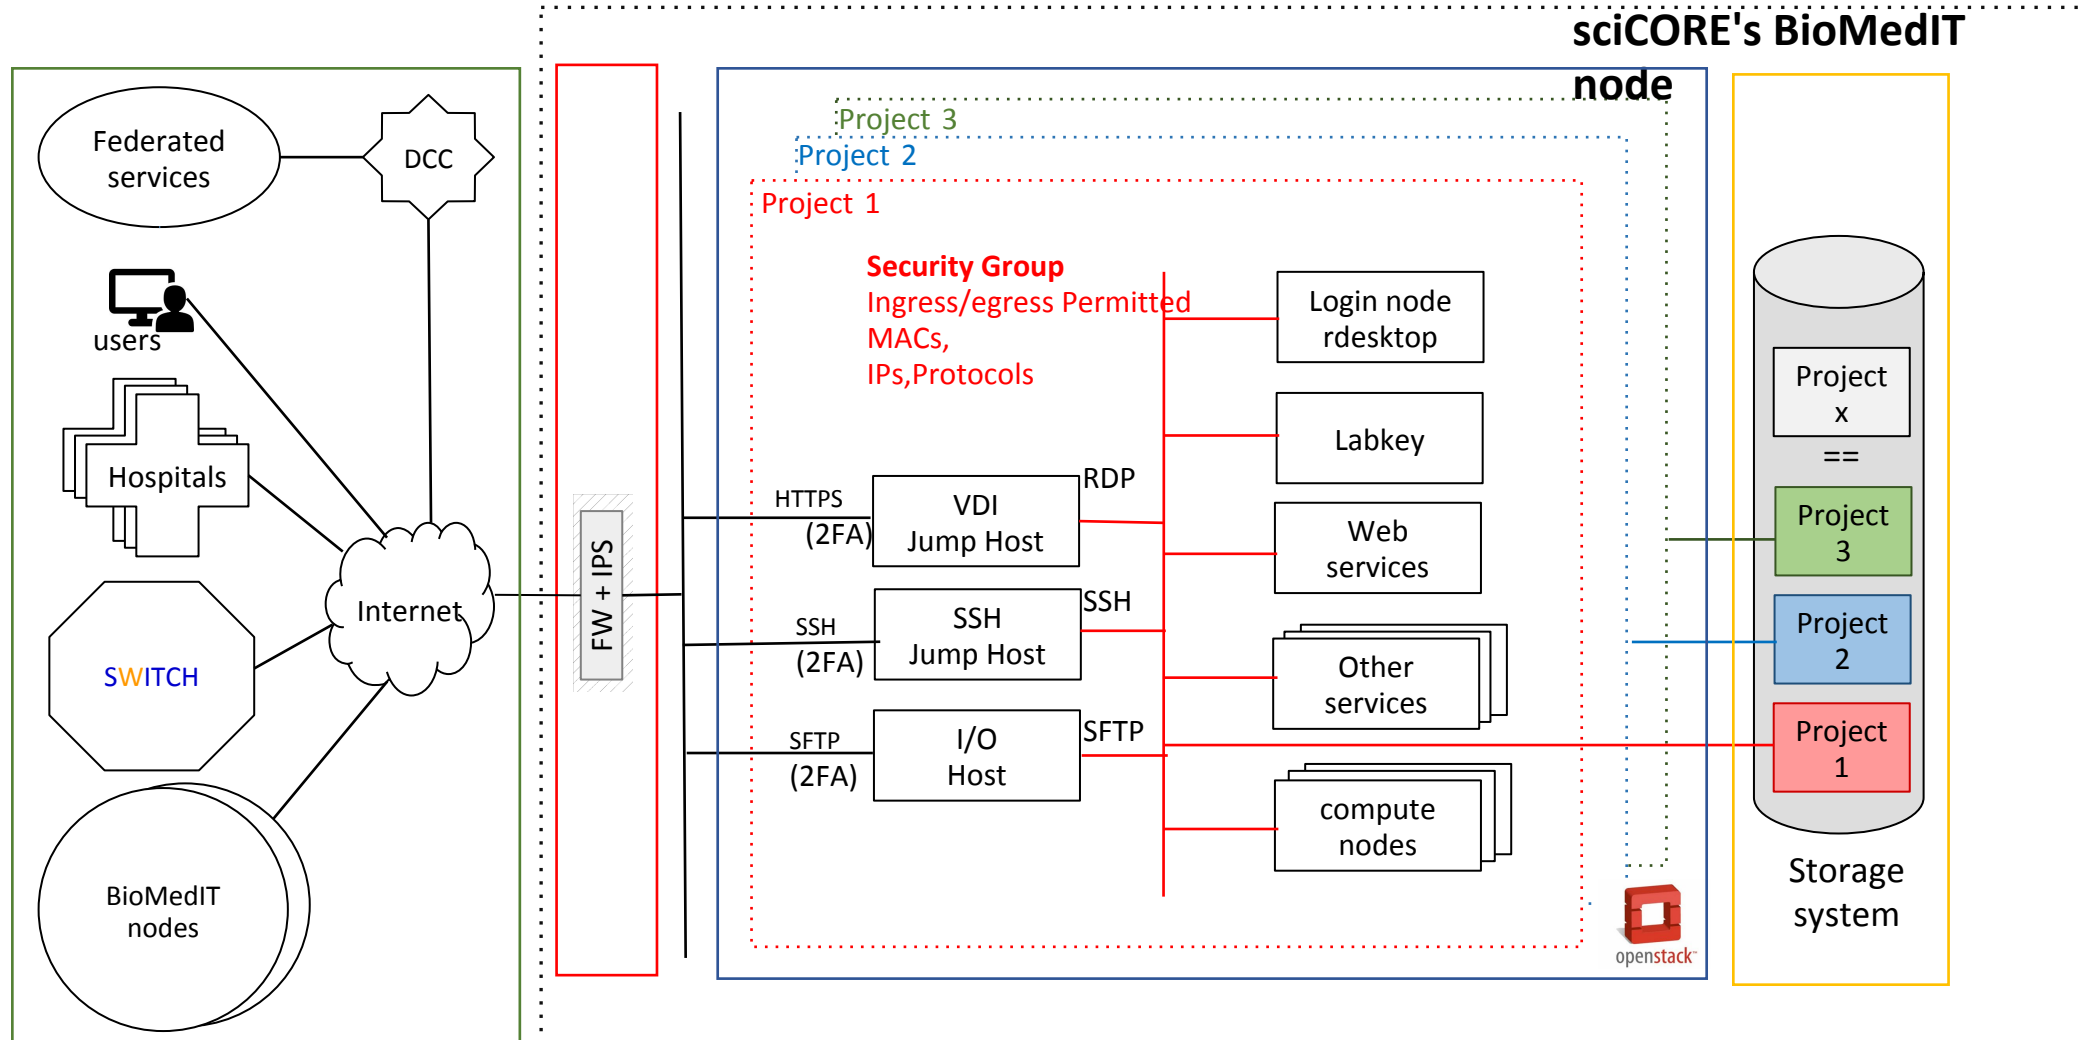 sciCORE's BioMedIT
node
Federated
services
DCC
users
Hospitals
SWITCH
BioMedIT
nodes
Internet
FW + IPS
Project 3
Project 2
Project 1
Security Group
Ingress/egress Permitted
MACs,
IPs,Protocols
HTTPS
(2FA)
VDI
Jump Host
RDP
SSH
(2FA)
SSH
Jump Host
SSH
SFTP
(2FA)
I/O
Host
SFTP
Login node
rdesktop
Labkey
Web
services
Other
services
compute
nodes
openstack™
Project
x
==
Project
3
Project
2
Project
1
Storage
system